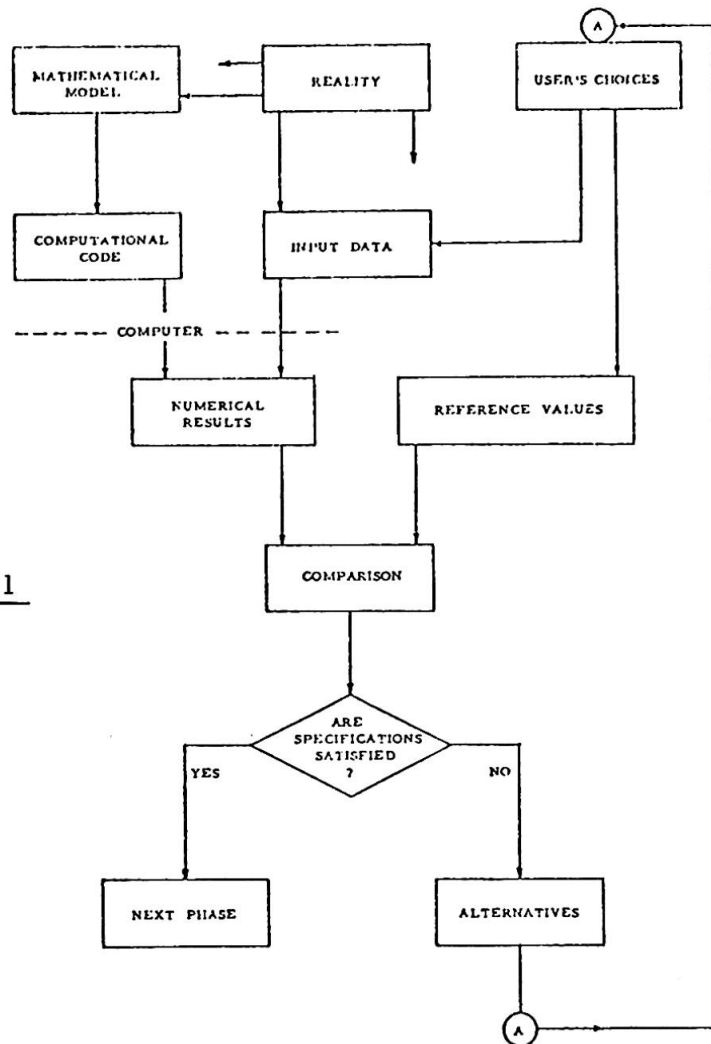 A
MATHEMATICAL
MODEL
REALITY
USER'S CHOICES
COMPUTATIONAL
CODE
INPUT DATA
COMPUTER
NUMERICAL
RESULTS
REFERENCE VALUES
COMPARISON
1
ARE
SPECIFICATIONS
SATISFIED
?
YES
NO
NEXT PHASE
ALTERNATIVES
A